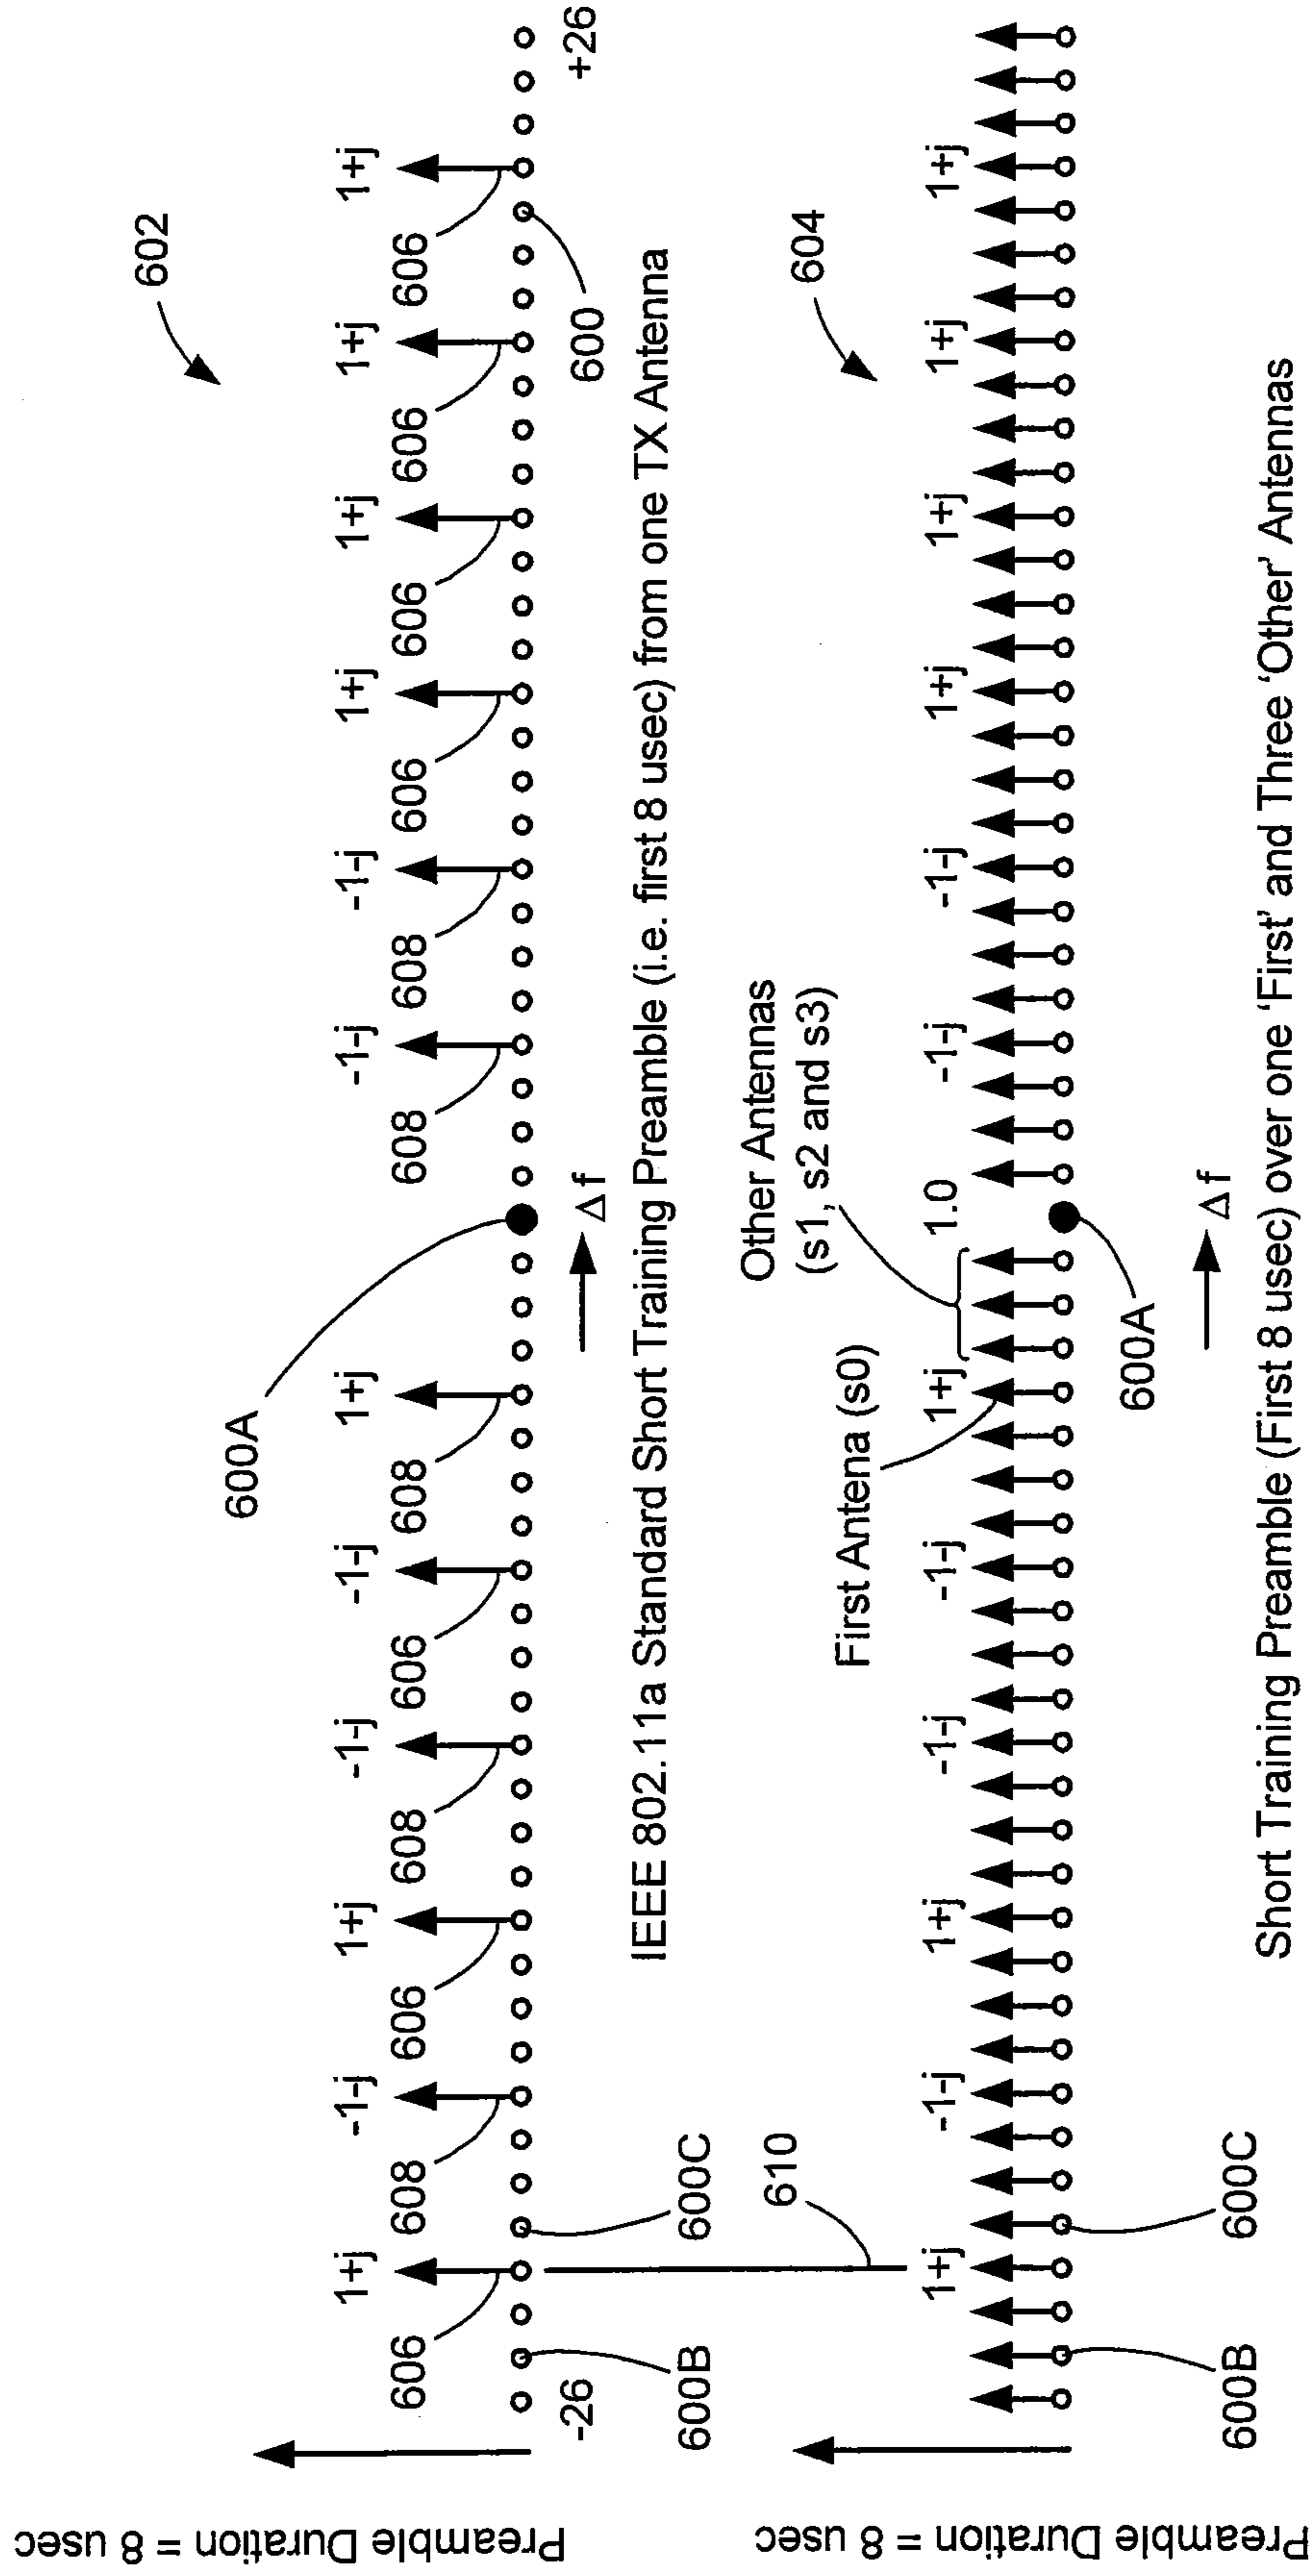 602
600A
Preamble Duration = 8 usec
1+j -1-j 1+j -1-j -1-j 1+j -1-j -1-j 1+j 1+j 1+j 1+j
606 608 606 608 606 608 608 608 606 606 606 606
-26 Δf 600 +26
600B 600C
IEEE 802.11a Standard Short Training Preamble (i.e. first 8 usec) from one TX Antenna
610
604
Other Antennas
(s1, s2 and s3)
First Antena (s0)
Preamble Duration = 8 usec
1+j -1-j 1+j -1-j -1-j 1+j 1.0 -1-j -1-j 1+j 1+j 1+j 1+j
600A
600B 600C Δf
Short Training Preamble (First 8 usec) over one 'First' and Three 'Other' Antennas